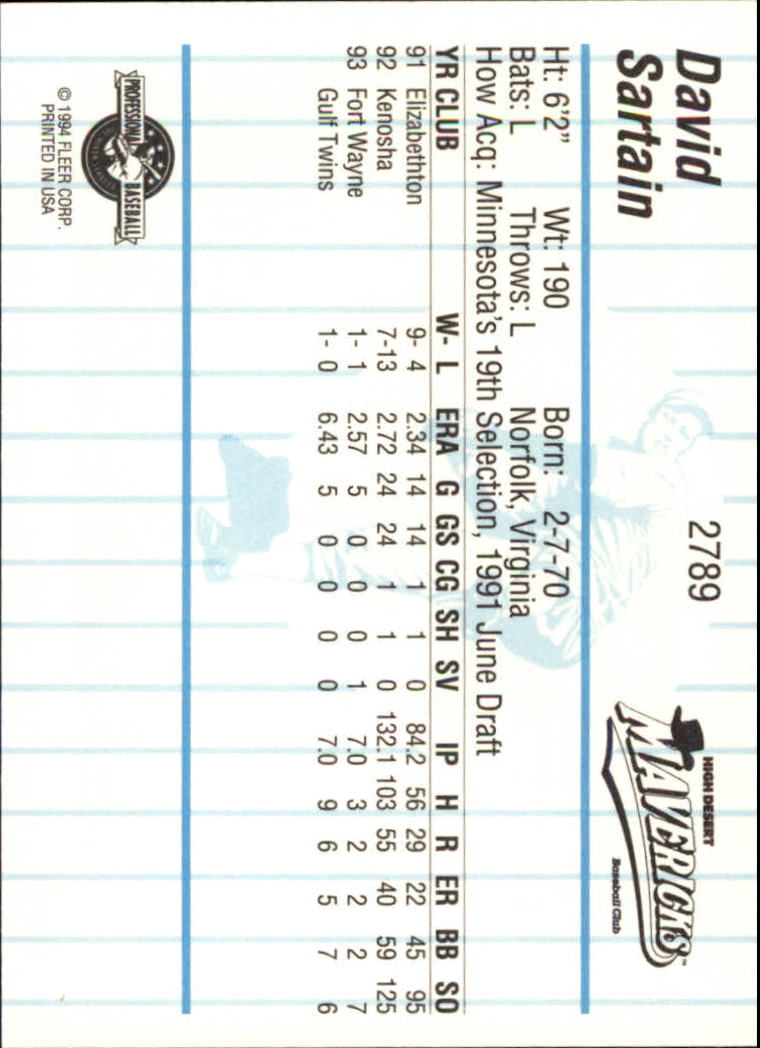 David
Sartain
2789
HIGH DESERT
MAVERICKS™
Baseball Club
Ht: 6'2" Wt: 190 Born: 2-7-70
Bats: L Throws: L Norfolk, Virginia
How Acq: Minnesota's 19th Selection, 1991 June Draft
YR CLUB W- L ERA G GS CG SH SV IP H R ER BB SO
91 Elizabethton 9- 4 2.34 14 14 1 1 0 84.2 56 29 22 45 95
92 Kenosha 7-13 2.72 24 24 1 1 0 132.1 103 55 40 59 125
93 Fort Wayne 1- 1 2.57 5 0 0 0 1 7.0 3 2 2 2 7
Gulf Twins 1- 0 6.43 5 0 0 0 0 7.0 9 6 5 7 6
PROFESSIONAL
BASEBALL
© 1994 FLEER CORP.
PRINTED IN USA